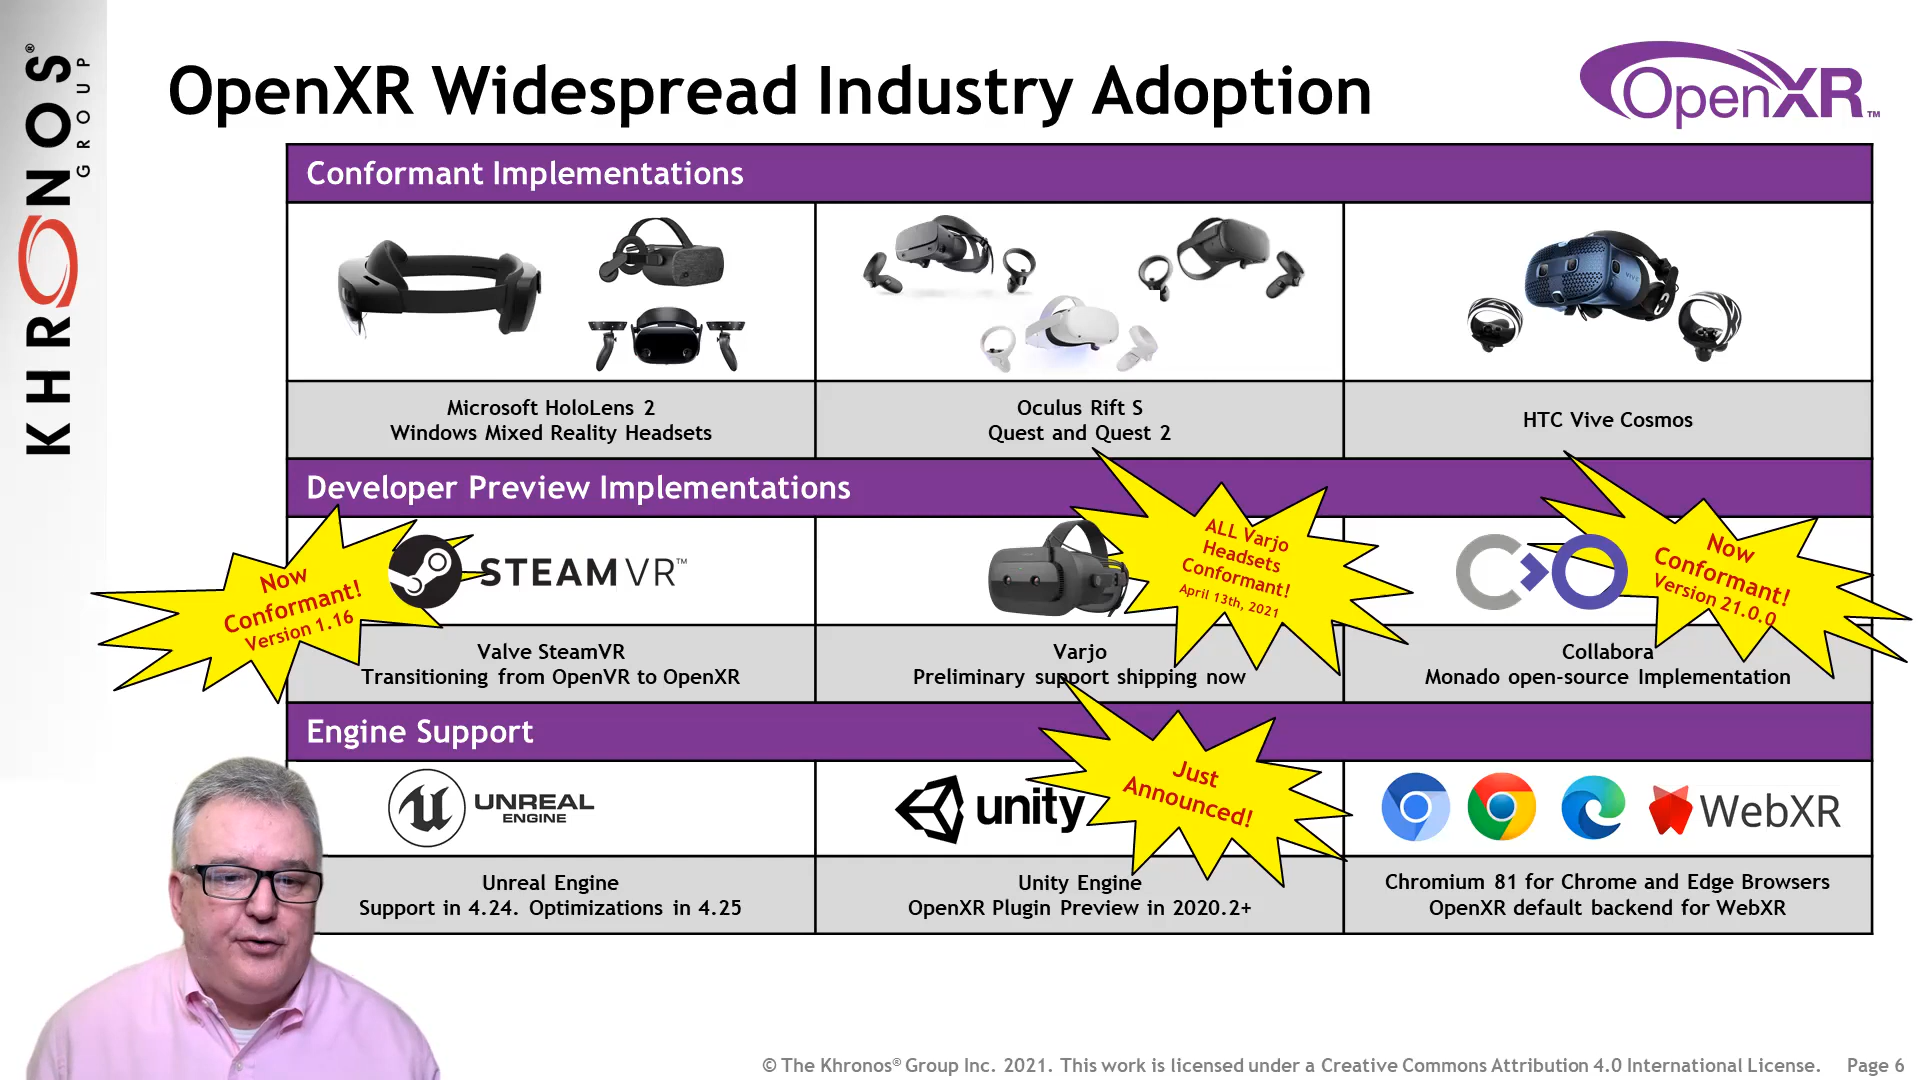 KHRONOS®
GROUP
OpenXR Widespread Industry Adoption
OpenXR™
Conformant Implementations
VIVE
Microsoft HoloLens 2
Windows Mixed Reality Headsets
Oculus Rift S
Quest and Quest 2
HTC Vive Cosmos
Developer Preview Implementations
Now
Conformant!
Version 1.16
STEAMVR™
ALL Varjo
Headsets
Conformant!
April 13th, 2021
Now
Conformant!
Version 21.0.0
Valve SteamVR
Transitioning from OpenVR to OpenXR
Varjo
Preliminary support shipping now
Collabora
Monado open-source Implementation
Engine Support
UNREAL
ENGINE
unity
Just
Announced!
WebXR
Unreal Engine
Support in 4.24. Optimizations in 4.25
Unity Engine
OpenXR Plugin Preview in 2020.2+
Chromium 81 for Chrome and Edge Browsers
OpenXR default backend for WebXR
© The Khronos® Group Inc. 2021. This work is licensed under a Creative Commons Attribution 4.0 International License.
Page 6